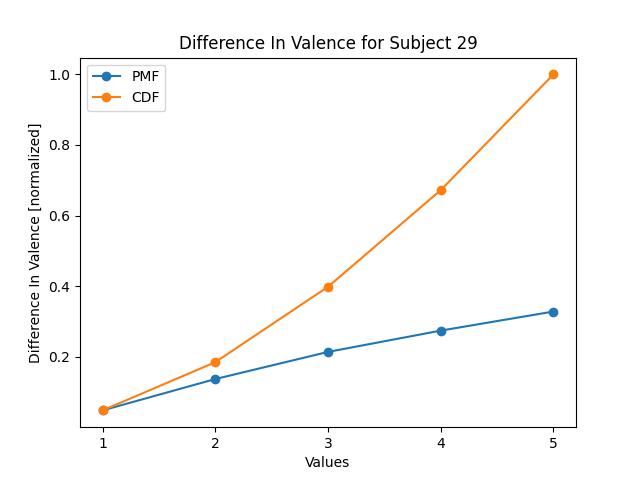 Difference In Valence for Subject 29
PMF
CDF
Difference In Valence [normalized]
1.0
0.8
0.6
0.4
0.2
1 2 3 4 5
Values